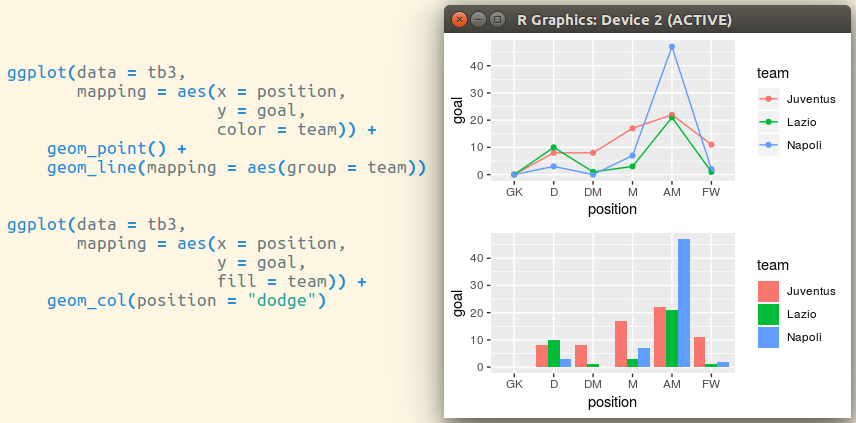 ggplot(data = tb3,
mapping = aes(x = position,
y = goal,
color = team)) +
geom_point() +
geom_line(mapping = aes(group = team))
ggplot(data = tb3,
mapping = aes(x = position,
y = goal,
fill = team)) +
geom_col(position = "dodge")
R Graphics: Device 2 (ACTIVE)
goal
40
30
20
10
0
GK D DM M AM FW
position
team
Juventus
Lazio
Napoli
goal
40
30
20
10
0
GK D DM M AM FW
position
team
Juventus
Lazio
Napoli